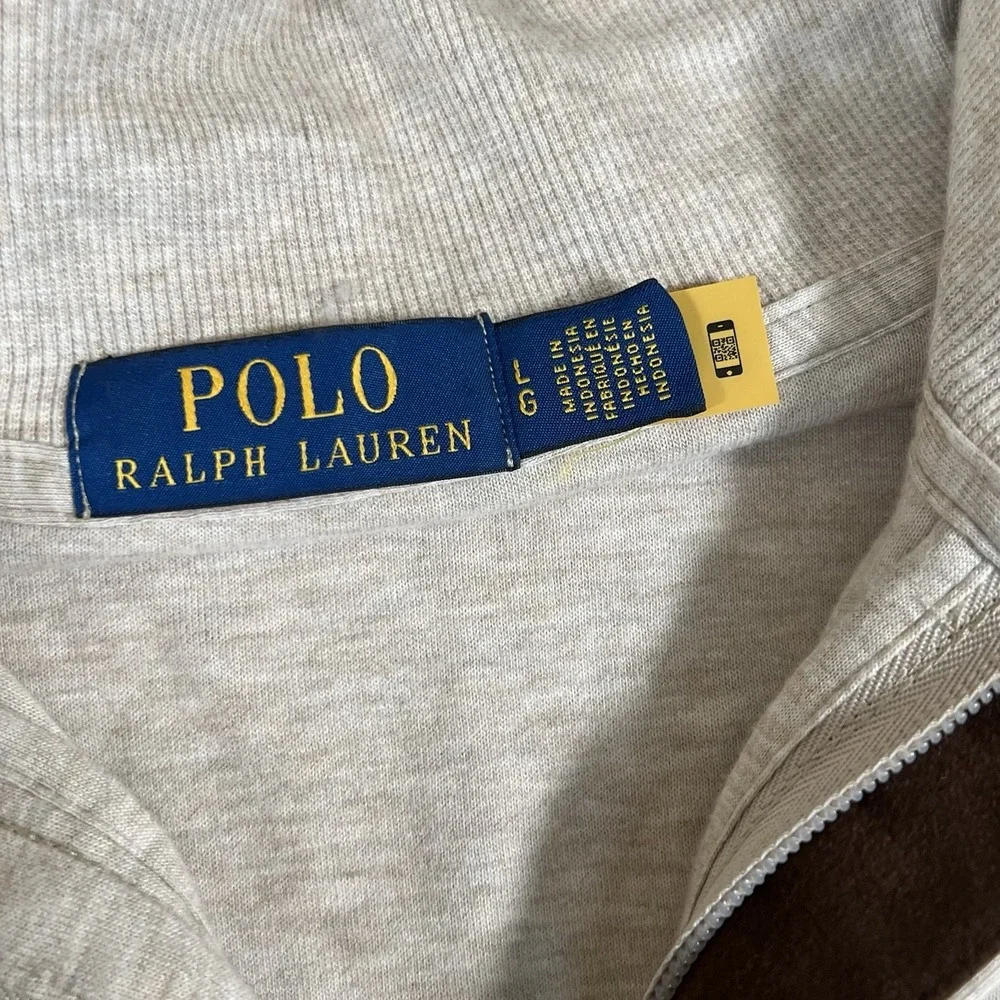 POLO
RALPH LAUREN
L
G
MADE IN
INDONESIA
FABRIQUÉ EN
INDONÉSIE
HECHO EN
INDONESIA